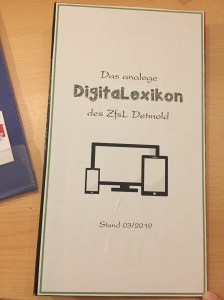 Das analoge
DigitaLexikon
des ZfsL Detmold
Stand 03/2019